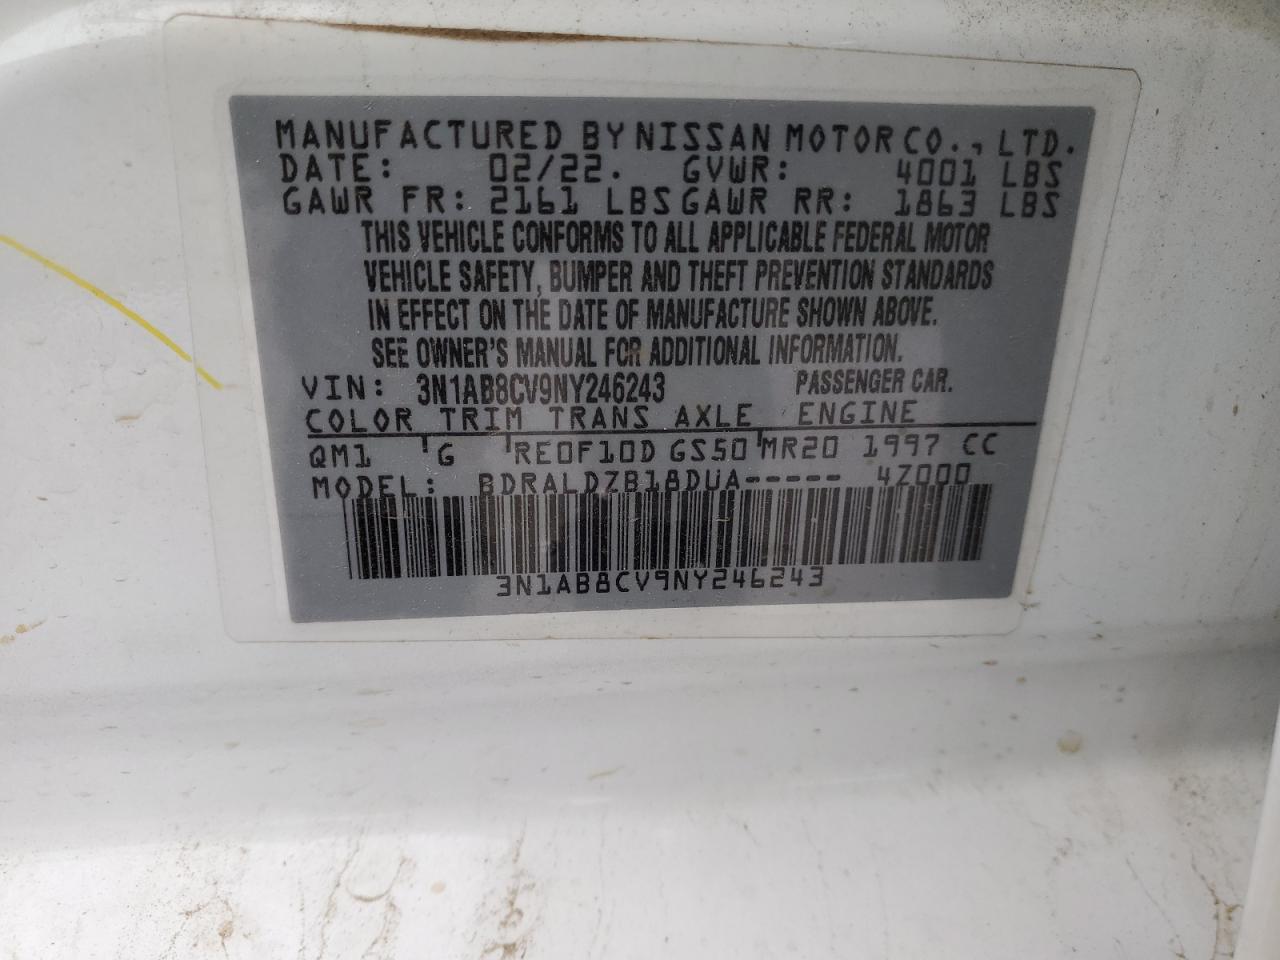 MANUFACTURED BY NISSAN MOTOR CO., LTD.
DATE: 02/22. GVWR: 4001 LBS
GAWR FR: 2161 LBS GAWR RR: 1863 LBS
THIS VEHICLE CONFORMS TO ALL APPLICABLE FEDERAL MOTOR
VEHICLE SAFETY, BUMPER AND THEFT PREVENTION STANDARDS
IN EFFECT ON THE DATE OF MANUFACTURE SHOWN ABOVE.
SEE OWNER'S MANUAL FOR ADDITIONAL INFORMATION.
VIN: 3N1AB8CV9NY246243 PASSENGER CAR.
COLOR TRIM TRANS AXLE ENGINE
QM1 G RE0F10D GS50 MR20 1997 CC
MODEL: BDRALDZB18DUA----- 4Z000
3N1AB8CV9NY246243